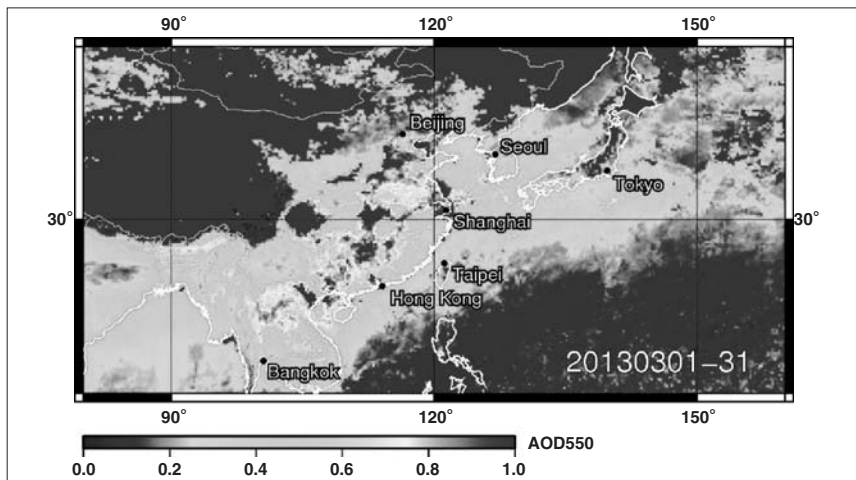 90° 120° 150°
Beijing
Seoul
Tokyo
30° 30°
Shanghai
Taipei
Hong Kong
Bangkok
20130301–31
90° 120° 150°
AOD550
0.0 0.2 0.4 0.6 0.8 1.0